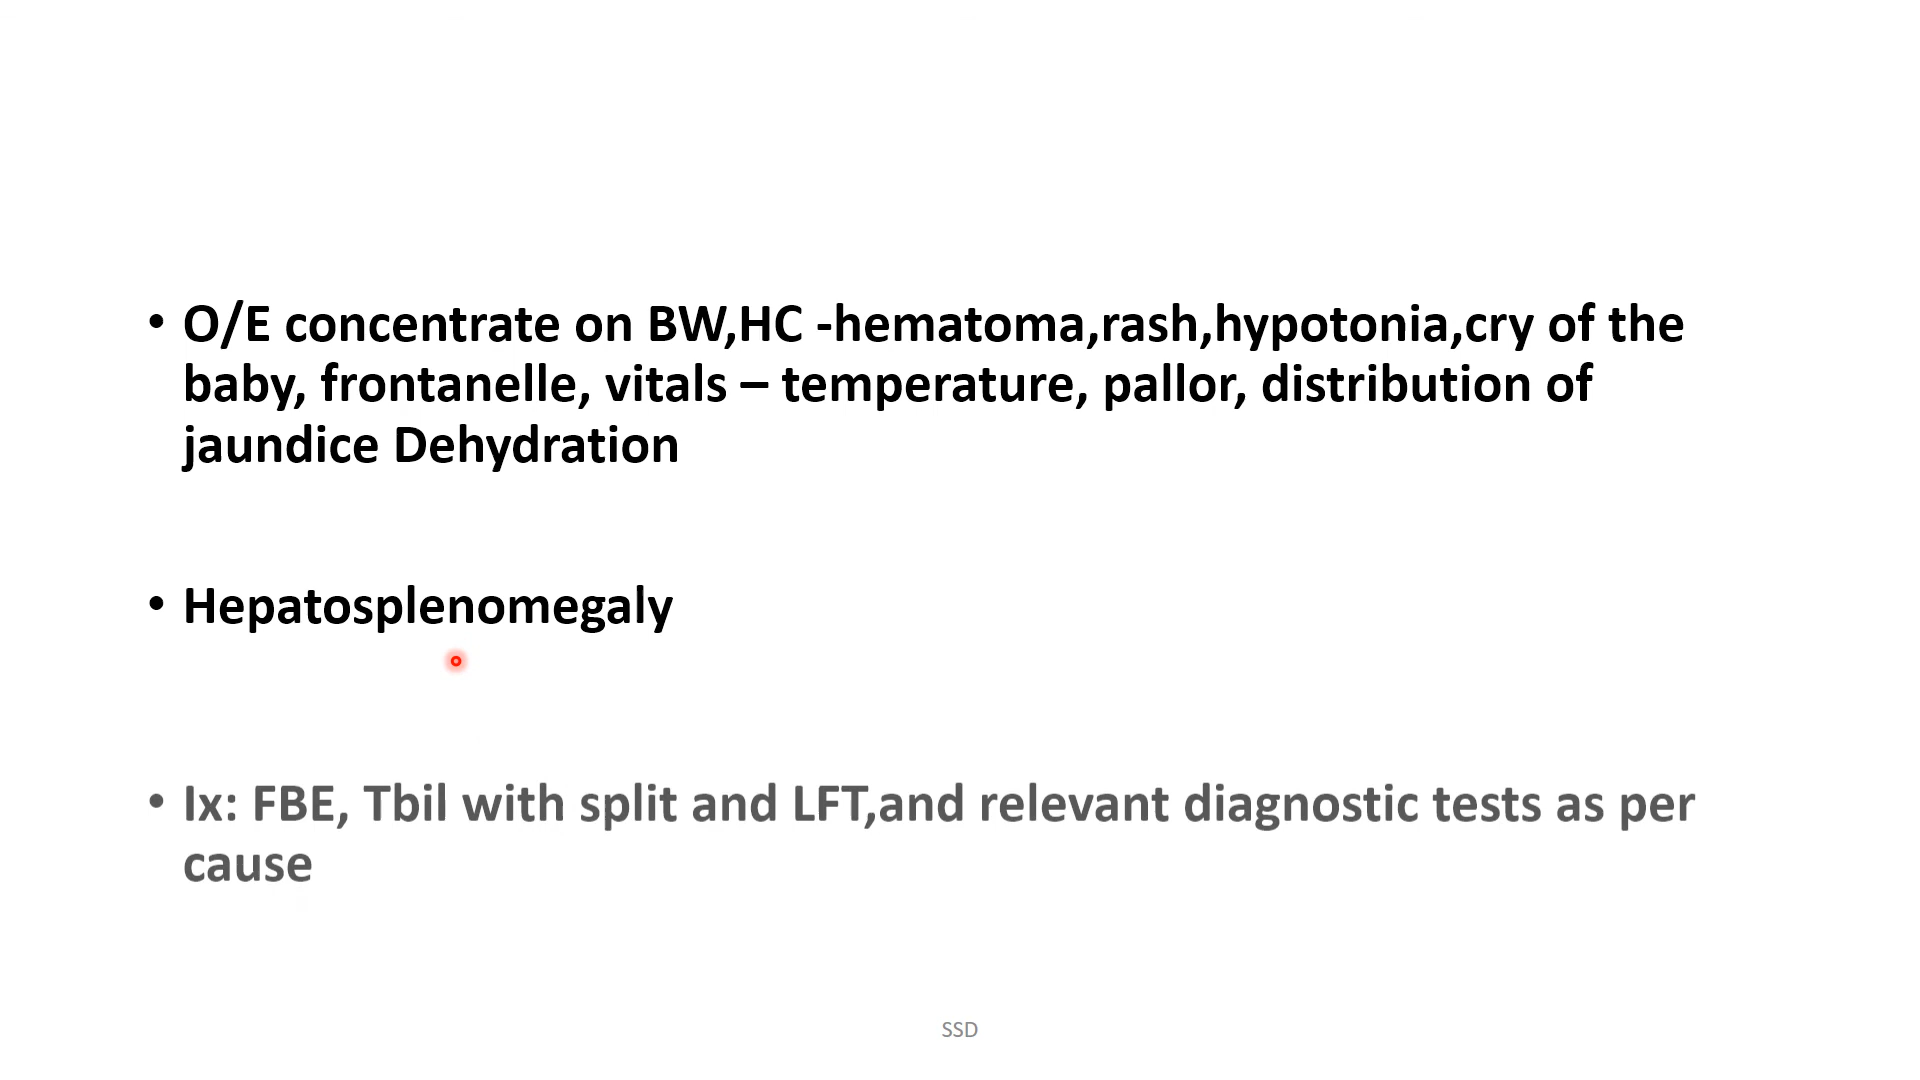 • O/E concentrate on BW,HC -hematoma,rash,hypotonia,cry of the
baby, frontanelle, vitals – temperature, pallor, distribution of
jaundice Dehydration
• Hepatosplenomegaly
• Ix: FBE, Tbil with split and LFT,and relevant diagnostic tests as per
cause
SSD